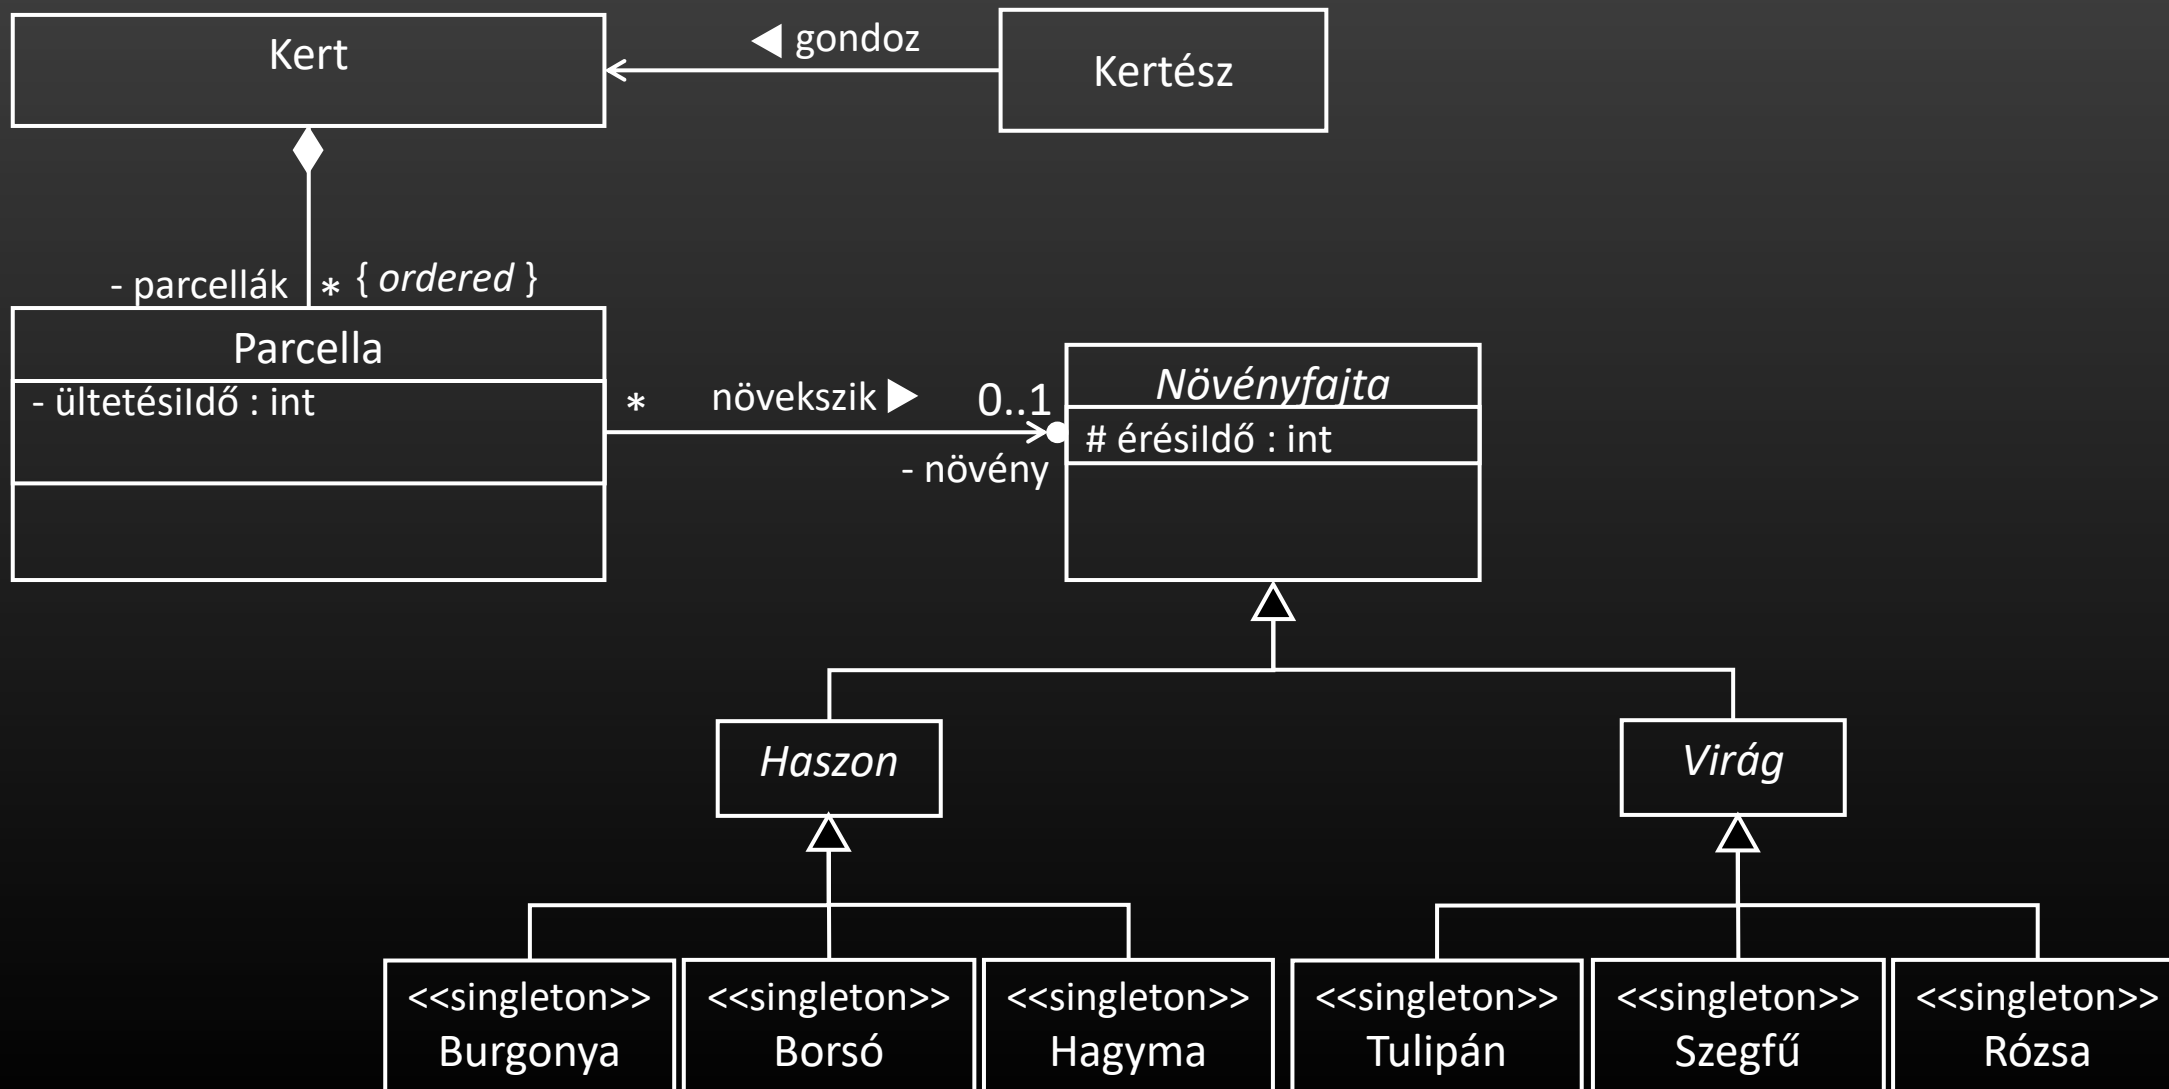 Kert
◀ gondoz
Kertész
- parcellák * { ordered }
Parcella
- ültetésiIdő : int
* növekszik ▶ 0..1
- növény
Növényfajta
# érésiIdő : int
Haszon
Virág
<<singleton>>
Burgonya
<<singleton>>
Borsó
<<singleton>>
Hagyma
<<singleton>>
Tulipán
<<singleton>>
Szegfű
<<singleton>>
Rózsa